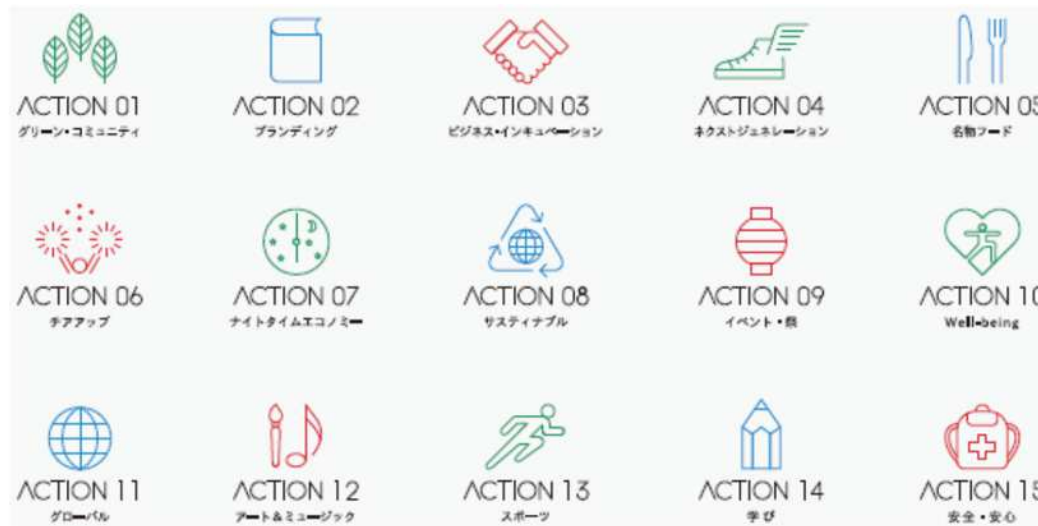 ACTION 01
グリーン・コミュニティ
ACTION 02
ブランディング
ACTION 03
ビジネス・インキュベーション
ACTION 04
ネクストジェネレーション
ACTION 05
名物フード
ACTION 06
チアアップ
ACTION 07
ナイトタイムエコノミー
ACTION 08
サスティナブル
ACTION 09
イベント・祭
ACTION 10
Well-being
ACTION 11
グローバル
ACTION 12
アート&ミュージック
ACTION 13
スポーツ
ACTION 14
学び
ACTION 15
安全・安心